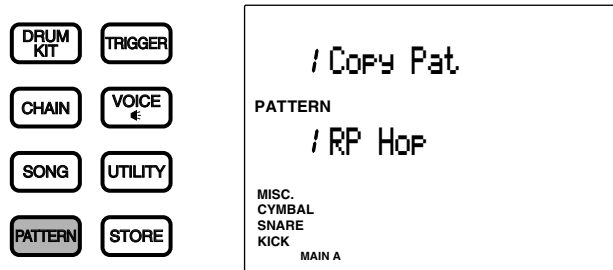 DRUM
KIT
TRIGGER
CHAIN
VOICE
SONG
UTILITY
PATTERN
STORE
1 Copy Pat
PATTERN
1 RP Hop
MISC.
CYMBAL
SNARE
KICK
MAIN A